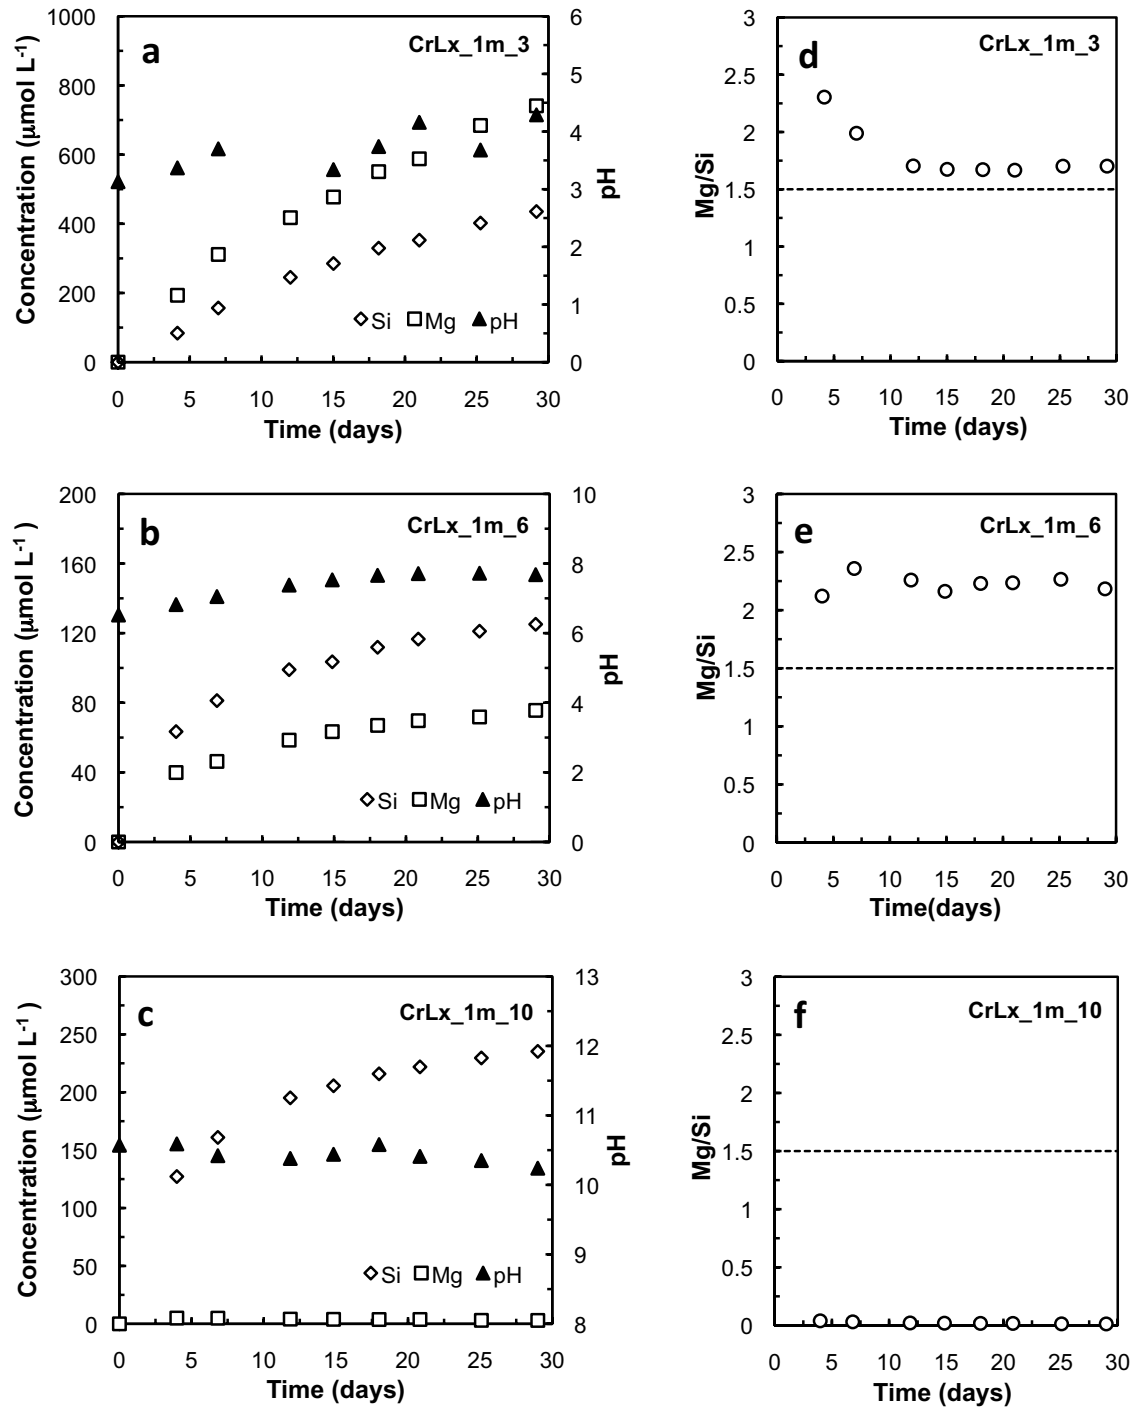 a
CrLx_1m_3
Concentration (µmol L-1)
1000
800
600
400
200
0
6
5
4
3
2
1
0
pH
Si Mg pH
0 5 10 15 20 25 30
Time (days)
d
CrLx_1m_3
Mg/Si
3
2.5
2
1.5
1
0.5
0
0 5 10 15 20 25 30
Time (days)
b
CrLx_1m_6
Concentration (µmol L-1 )
200
160
120
80
40
0
10
8
6
4
2
0
pH
Si Mg pH
0 5 10 15 20 25 30
Time (days)
e
CrLx_1m_6
Mg/Si
3
2.5
2
1.5
1
0.5
0
0 5 10 15 20 25 30
Time(days)
c
CrLx_1m_10
Concentration (µmol L-1 )
300
250
200
150
100
50
0
13
12
11
10
9
8
pH
Si Mg pH
0 5 10 15 20 25 30
Time (days)
f
CrLx_1m_10
Mg/Si
3
2.5
2
1.5
1
0.5
0
0 5 10 15 20 25 30
Time (days)